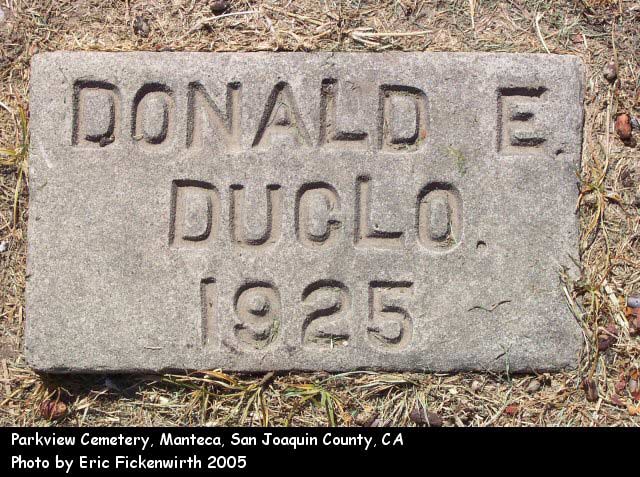 DONALD E.
DUCLO.
1925
Parkview Cemetery, Manteca, San Joaquin County, CA
Photo by Eric Fickenwirth 2005